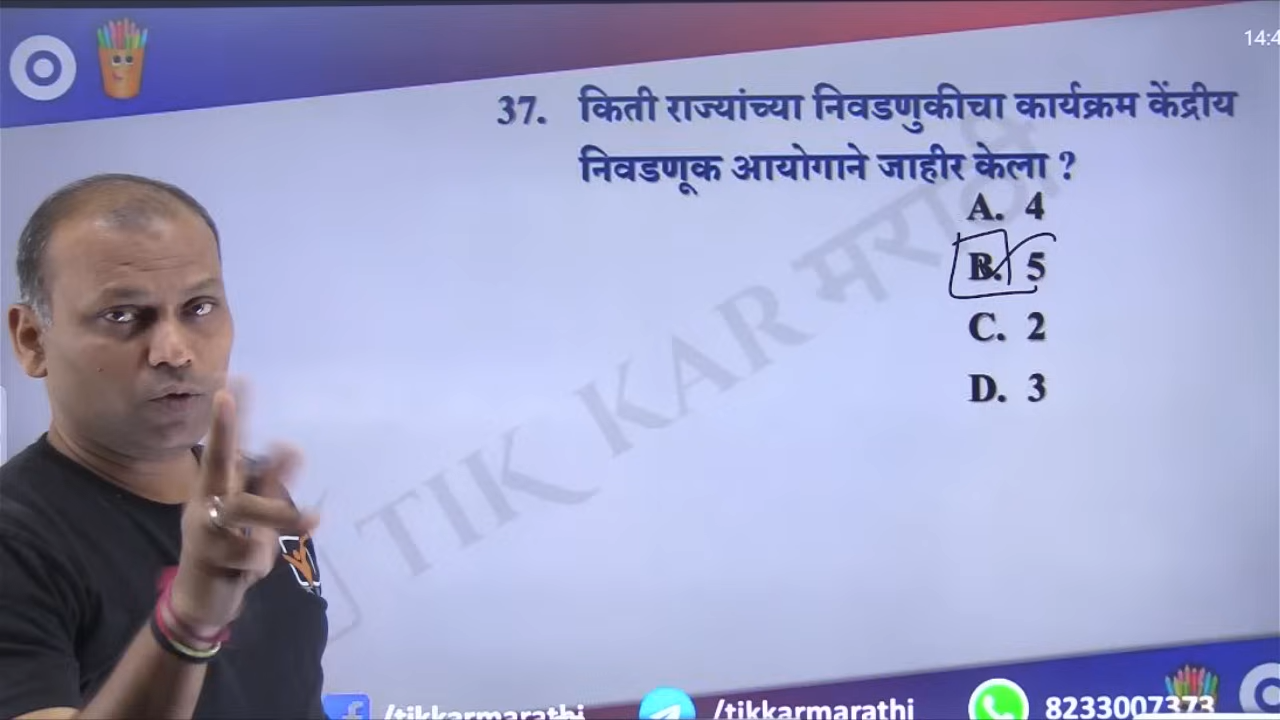 14:4
37. किती राज्यांच्या निवडणुकीचा कार्यक्रम केंद्रीय
निवडणूक आयोगाने जाहीर केला ?
A. 4
B. 5
C. 2
D. 3
TIK KAR मराठी
/tikkarmarathi
/tikkarmarathi
8233007373